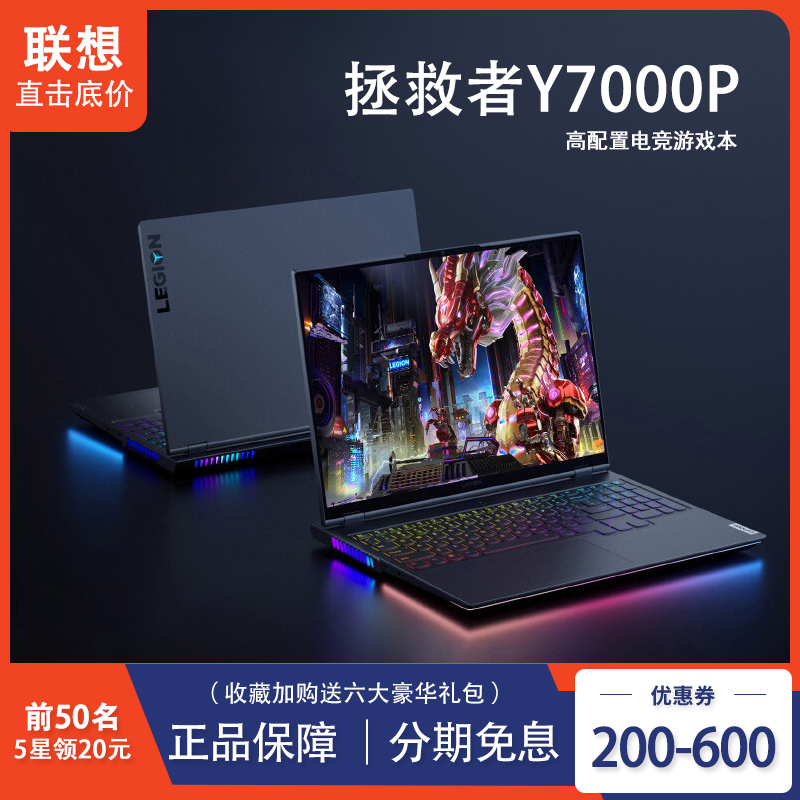 联想
直击底价
拯救者Y7000P
高配置电竞游戏本
LEGION
LEGION
(收藏加购送六大豪华礼包)
前50名
5星领20元
正品保障｜分期免息
优惠券
200-600